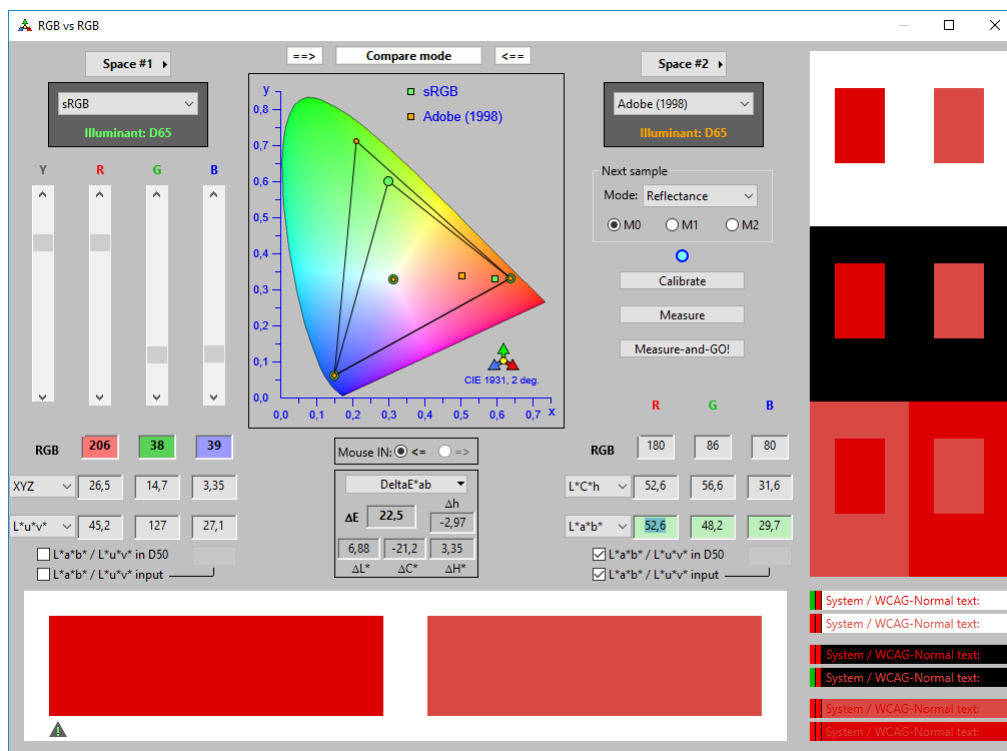 RGB vs RGB
Space #1
==>
Compare mode
<==
Space #2
sRGB
Illuminant: D65
Adobe (1998)
Illuminant: D65
y
0,8
0,7
0,6
0,5
0,4
0,3
0,2
0,1
0,0
0,0 0,1 0,2 0,3 0,4 0,5 0,6 0,7 x
sRGB
Adobe (1998)
CIE 1931, 2 deg.
Y R G B
Next sample
Mode: Reflectance
M0 M1 M2
Calibrate
Measure
Measure-and-GO!
R G B
RGB 206 38 39
XYZ 26,5 14,7 3,35
L*u*v* 45,2 127 27,1
L*a*b* / L*u*v* in D50
L*a*b* / L*u*v* input
Mouse IN: <= =>
DeltaE*ab
ΔE 22,5
Δh
-2,97
6,88 -21,2 3,35
ΔL* ΔC* ΔH*
RGB 180 86 80
L*C*h 52,6 56,6 31,6
L*a*b* 52,6 48,2 29,7
L*a*b* / L*u*v* in D50
L*a*b* / L*u*v* input
System / WCAG-Normal text:
System / WCAG-Normal text:
System / WCAG-Normal text:
System / WCAG-Normal text:
System / WCAG-Normal text:
System / WCAG-Normal text: